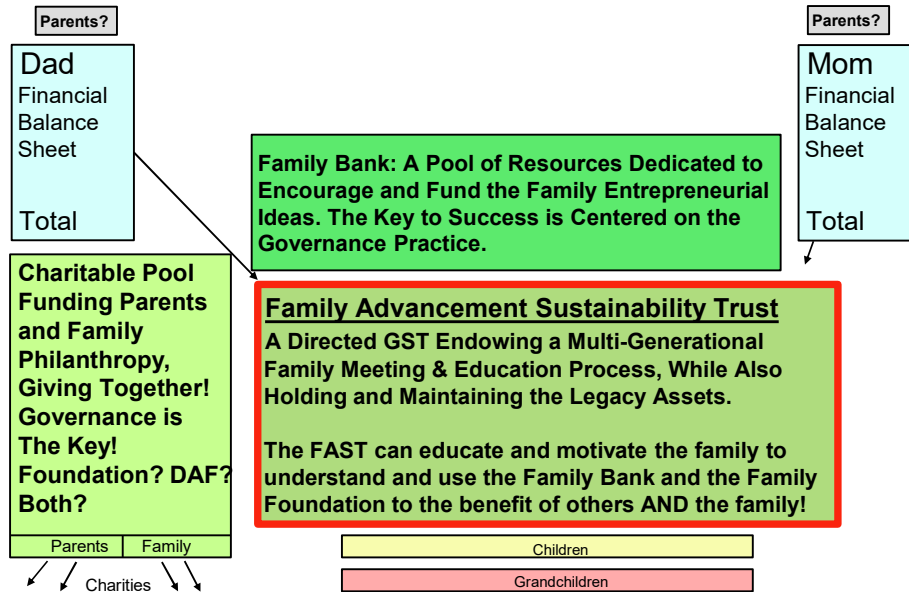 Parents?
Parents?
Dad
Financial
Balance
Sheet
Total
Mom
Financial
Balance
Sheet
Total
Family Bank: A Pool of Resources Dedicated to
Encourage and Fund the Family Entrepreneurial
Ideas. The Key to Success is Centered on the
Governance Practice.
Charitable Pool
Funding Parents
and Family
Philanthropy,
Giving Together!
Governance is
The Key!
Foundation? DAF?
Both?
Parents
Family
Charities
Family Advancement Sustainability Trust
A Directed GST Endowing a Multi-Generational
Family Meeting & Education Process, While Also
Holding and Maintaining the Legacy Assets.
The FAST can educate and motivate the family to
understand and use the Family Bank and the Family
Foundation to the benefit of others AND the family!
Children
Grandchildren